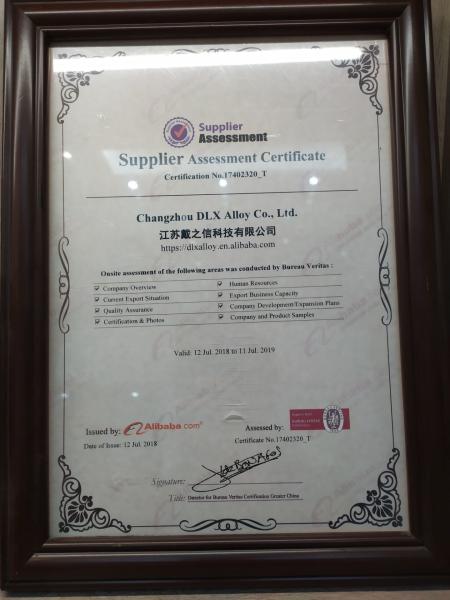 Supplier
Assessment
Supplier Assessment Certificate
Certification No.17402320_T
Changzhou DLX Alloy Co., Ltd.
江苏戴之信科技有限公司
https://dlxalloy.en.alibaba.com
Onsite assessment of the following areas was conducted by Bureau Veritas :
Company Overview
Human Resources
Current Export Situation
Export Business Capacity
Quality Assurance
Company Development/Expansion Plans
Certification & Photos
Company and Product Samples
Valid: 12 Jul. 2018 to 11 Jul. 2019
Issued by: Alibaba.com®
Assessed by:
Date of Issue: 12 Jul. 2018
Certificate No.17402320_T
Signature:
Title: Director for Bureau Veritas Certification Greater China